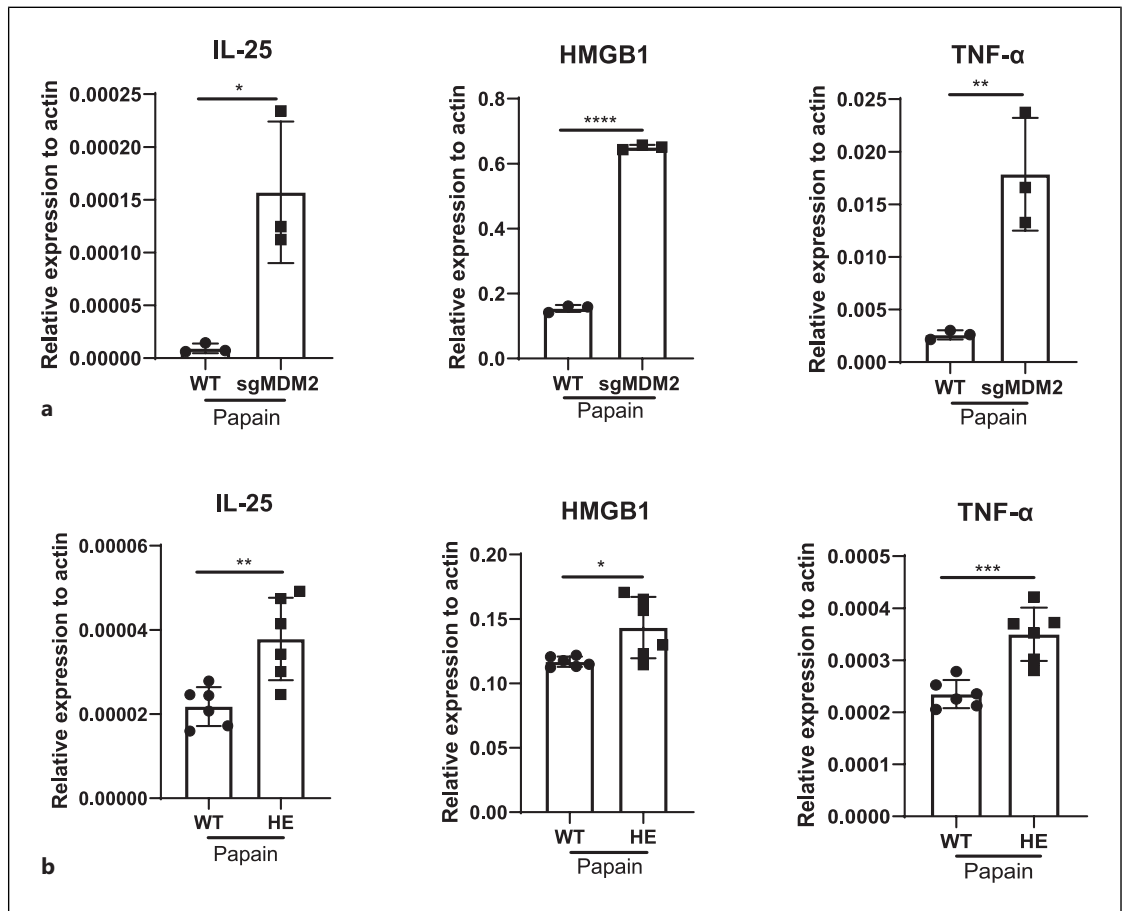 IL-25
Relative expression to actin
0.00025
0.00020
0.00015
0.00010
0.00005
0.00000
*
WT sgMDM2
Papain
HMGB1
Relative expression to actin
0.8
0.6
0.4
0.2
0.0
****
WT sgMDM2
Papain
TNF-α
Relative expression to actin
0.025
0.020
0.015
0.010
0.005
0.000
**
WT sgMDM2
Papain
a
IL-25
Relative expression to actin
0.00006
0.00004
0.00002
0.00000
**
WT HE
Papain
HMGB1
Relative expression to actin
0.20
0.15
0.10
0.05
0.00
*
WT HE
Papain
TNF-α
Relative expression to actin
0.0005
0.0004
0.0003
0.0002
0.0001
0.0000
***
WT HE
Papain
b